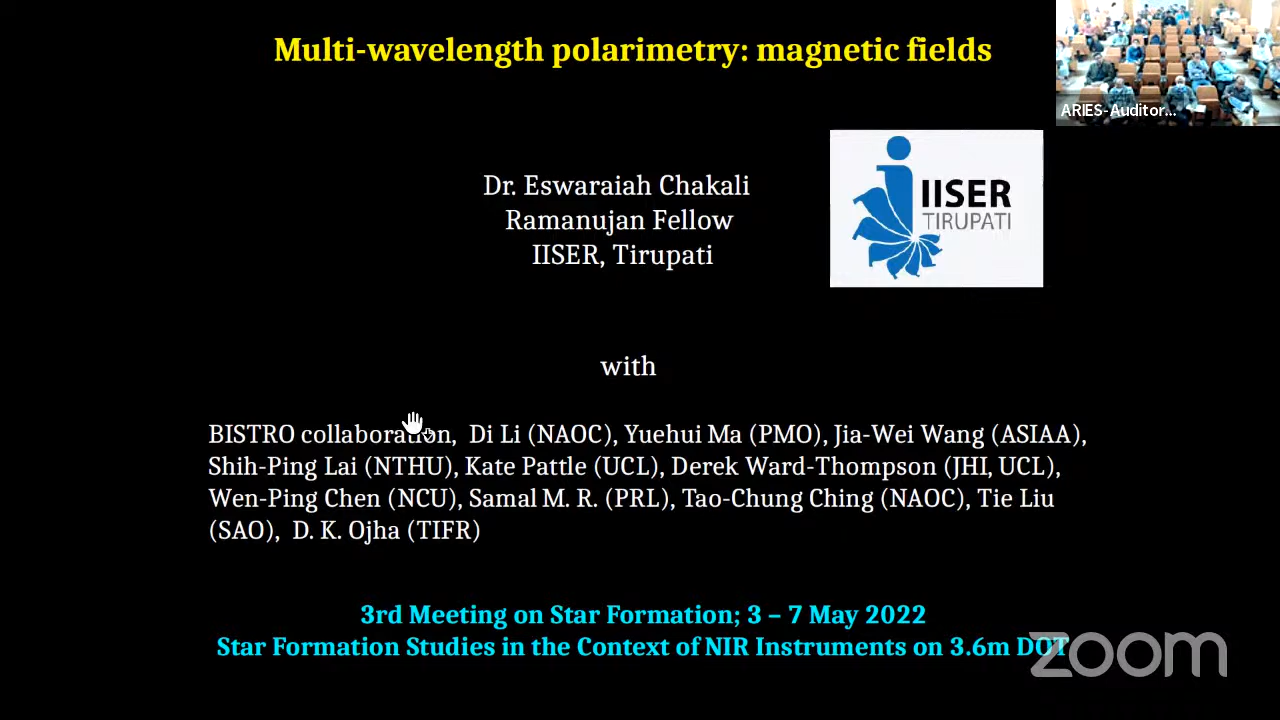 Multi-wavelength polarimetry: magnetic fields
ARIES-Auditor...
Dr. Eswaraiah Chakali
Ramanujan Fellow
IISER, Tirupati
IISER
TIRUPATI
with
BISTRO collaboration, Di Li (NAOC), Yuehui Ma (PMO), Jia-Wei Wang (ASIAA),
Shih-Ping Lai (NTHU), Kate Pattle (UCL), Derek Ward-Thompson (JHI, UCL),
Wen-Ping Chen (NCU), Samal M. R. (PRL), Tao-Chung Ching (NAOC), Tie Liu
(SAO), D. K. Ojha (TIFR)
3rd Meeting on Star Formation; 3 – 7 May 2022
Star Formation Studies in the Context of NIR Instruments on 3.6m DOT
zoom